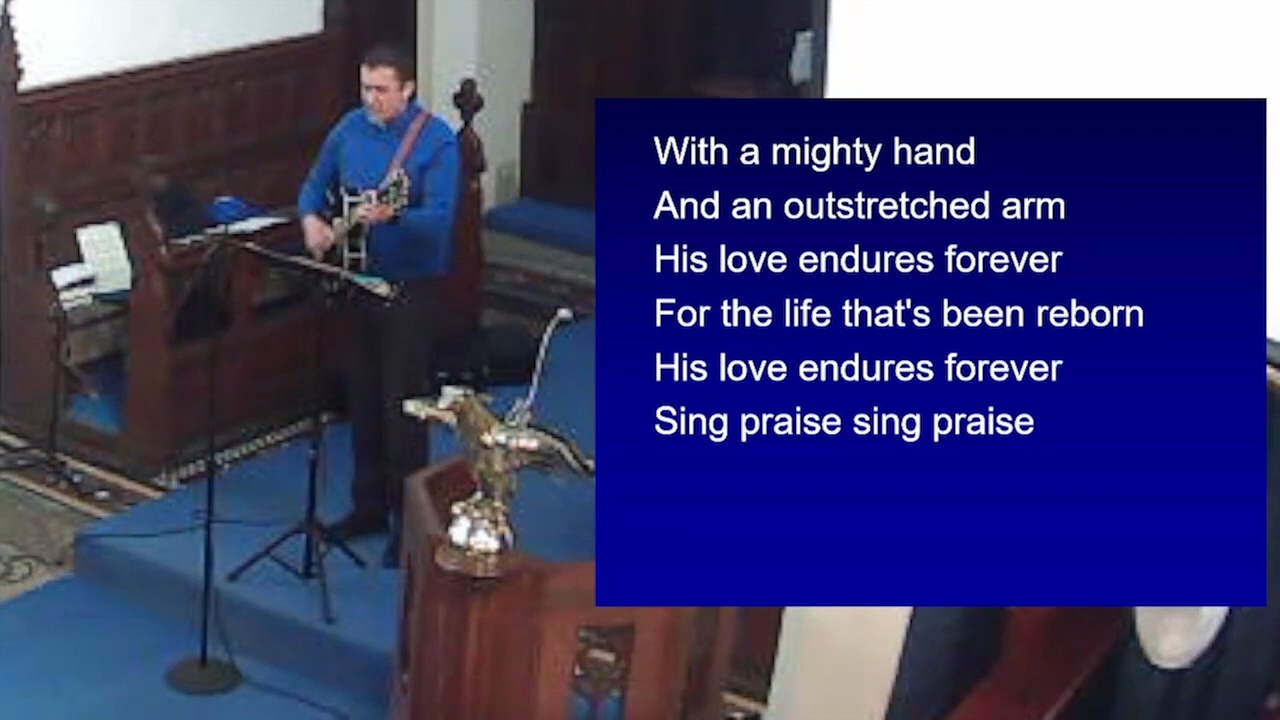 With a mighty hand
And an outstretched arm
His love endures forever
For the life that's been reborn
His love endures forever
Sing praise sing praise